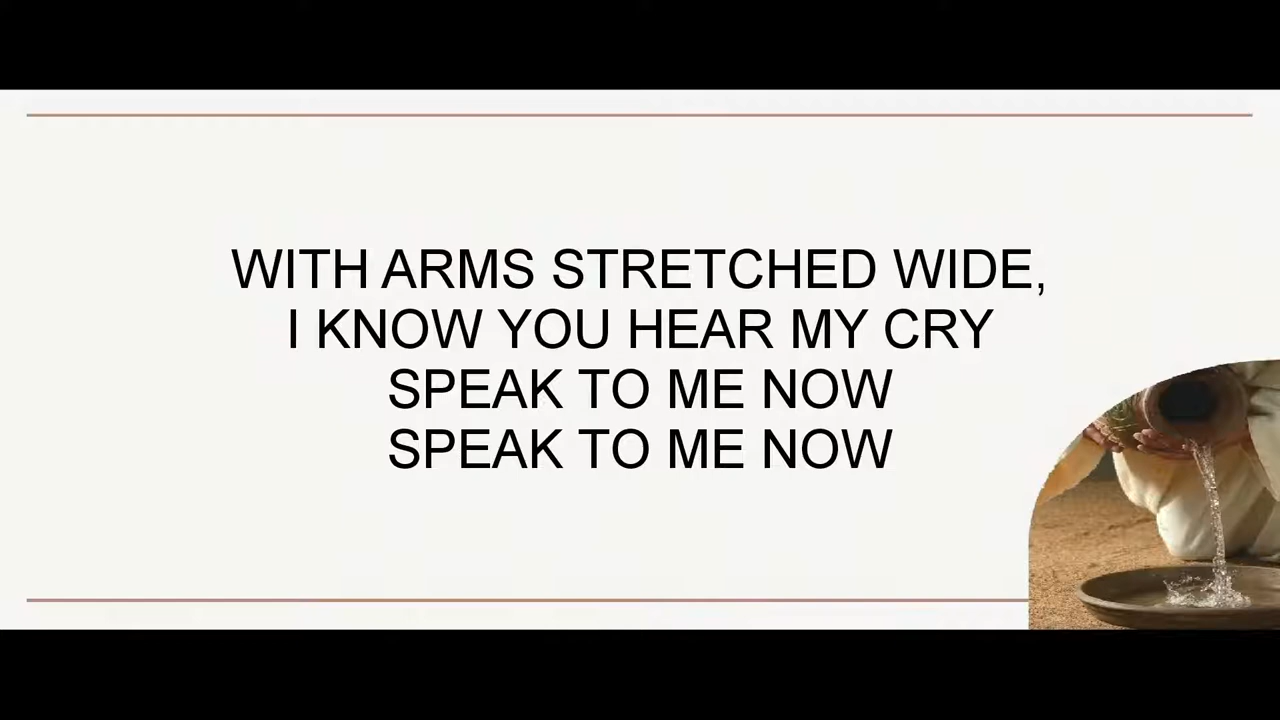 WITH ARMS STRETCHED WIDE,
I KNOW YOU HEAR MY CRY
SPEAK TO ME NOW
SPEAK TO ME NOW